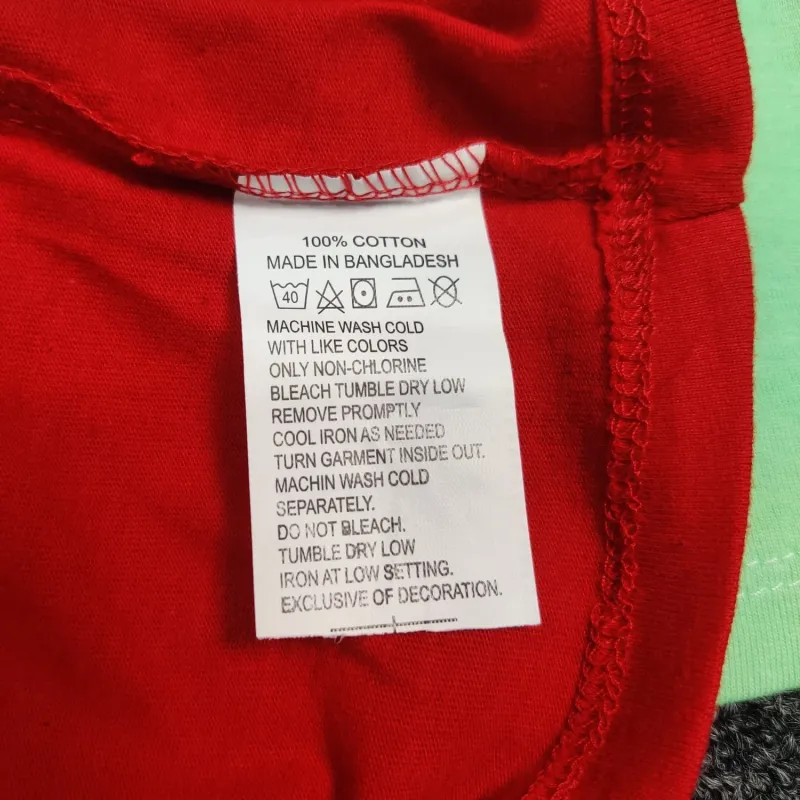 100% COTTON
MADE IN BANGLADESH
40
MACHINE WASH COLD
WITH LIKE COLORS
ONLY NON-CHLORINE
BLEACH TUMBLE DRY LOW
REMOVE PROMPTLY
COOL IRON AS NEEDED
TURN GARMENT INSIDE OUT.
MACHIN WASH COLD
SEPARATELY.
DO NOT BLEACH.
TUMBLE DRY LOW
IRON AT LOW SETTING.
EXCLUSIVE OF DECORATION.